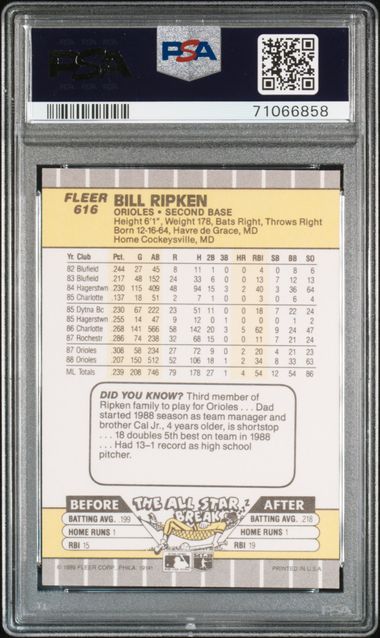 PSA
PSA
71066858
FLEER
616
BILL RIPKEN
ORIOLES • SECOND BASE
Height 6'1", Weight 178, Bats Right, Throws Right
Born 12-16-64, Havre de Grace, MD
Home Cockeysville, MD
Yr. Club Pct. G AB R H 2B 3B HR RBI SB BB SO
82 Blufield .244 27 45 8 11 1 0 0 4 0 8 6
83 Blufield .217 48 152 24 33 6 0 0 13 7 12 13
84 Hagerstwn .230 115 409 48 94 15 3 2 40 3 36 64
85 Charlotte .137 18 51 2 7 1 0 0 3 0 6 4
85 Dytna Bc .230 67 222 23 51 11 0 0 18 7 22 24
85 Hagerstwn .255 14 47 9 12 0 1 0 0 0 1 2
86 Charlotte .268 141 566 58 142 20 3 5 62 9 24 47
87 Rochestr .286 74 238 32 68 15 0 0 11 7 21 24
87 Orioles .308 58 234 27 72 9 0 2 20 4 21 23
88 Orioles .207 150 512 52 106 18 1 2 34 8 33 63
ML Totals .239 208 746 79 178 27 1 4 54 12 54 86
DID YOU KNOW? Third member of
Ripken family to play for Orioles . . . Dad
started 1988 season as team manager and
brother Cal Jr., 4 years older, is shortstop
. . . 18 doubles 5th best on team in 1988
. . . Had 13-1 record as high school
pitcher.
BEFORE THE ALL STAR BREAK AFTER
BATTING AVG. .199 BATTING AVG. .218
HOME RUNS 1 HOME RUNS 1
RBI 15 RBI 19
© 1989 FLEER CORP., PHILA. 19141 PRINTED IN U.S.A.